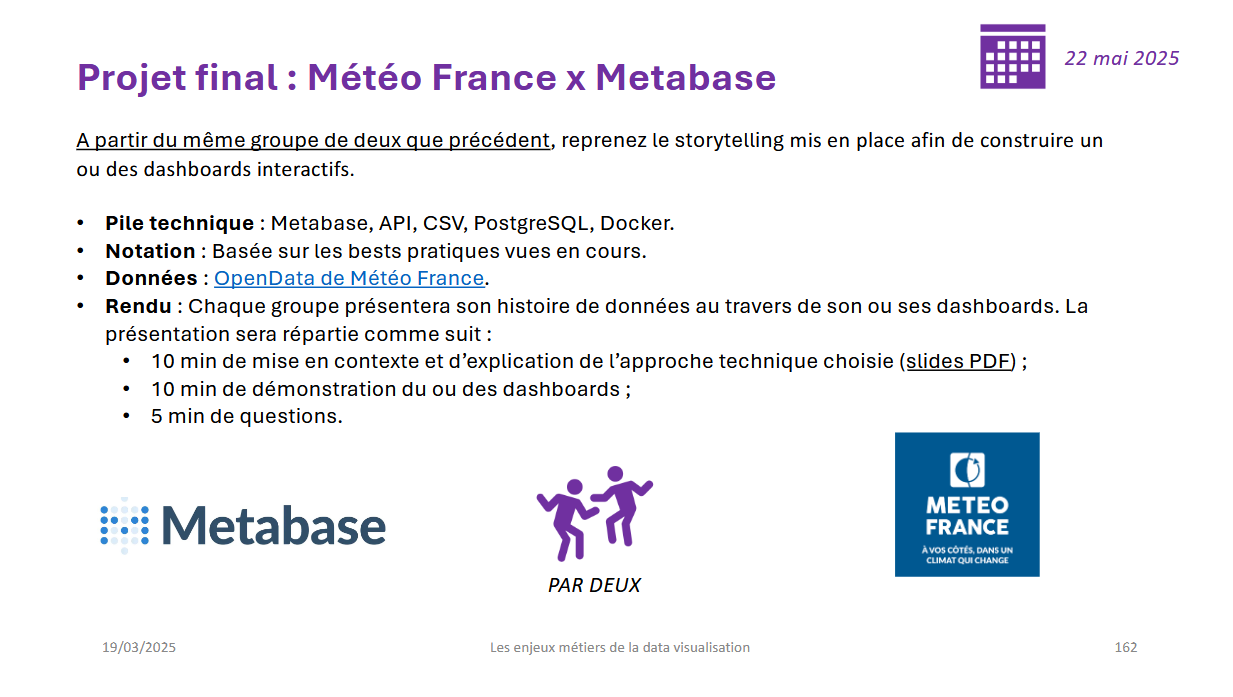 Projet final : Météo France x Metabase
22 mai 2025
A partir du même groupe de deux que précédent, reprenez le storytelling mis en place afin de construire un
ou des dashboards interactifs.
• Pile technique : Metabase, API, CSV, PostgreSQL, Docker.
• Notation : Basée sur les bests pratiques vues en cours.
• Données : OpenData de Météo France.
• Rendu : Chaque groupe présentera son histoire de données au travers de son ou ses dashboards. La
présentation sera répartie comme suit :
• 10 min de mise en contexte et d’explication de l’approche technique choisie (slides PDF) ;
• 10 min de démonstration du ou des dashboards ;
• 5 min de questions.
Metabase
PAR DEUX
METEO
FRANCE
À VOS CÔTÉS, DANS UN
CLIMAT QUI CHANGE
19/03/2025
Les enjeux métiers de la data visualisation
162